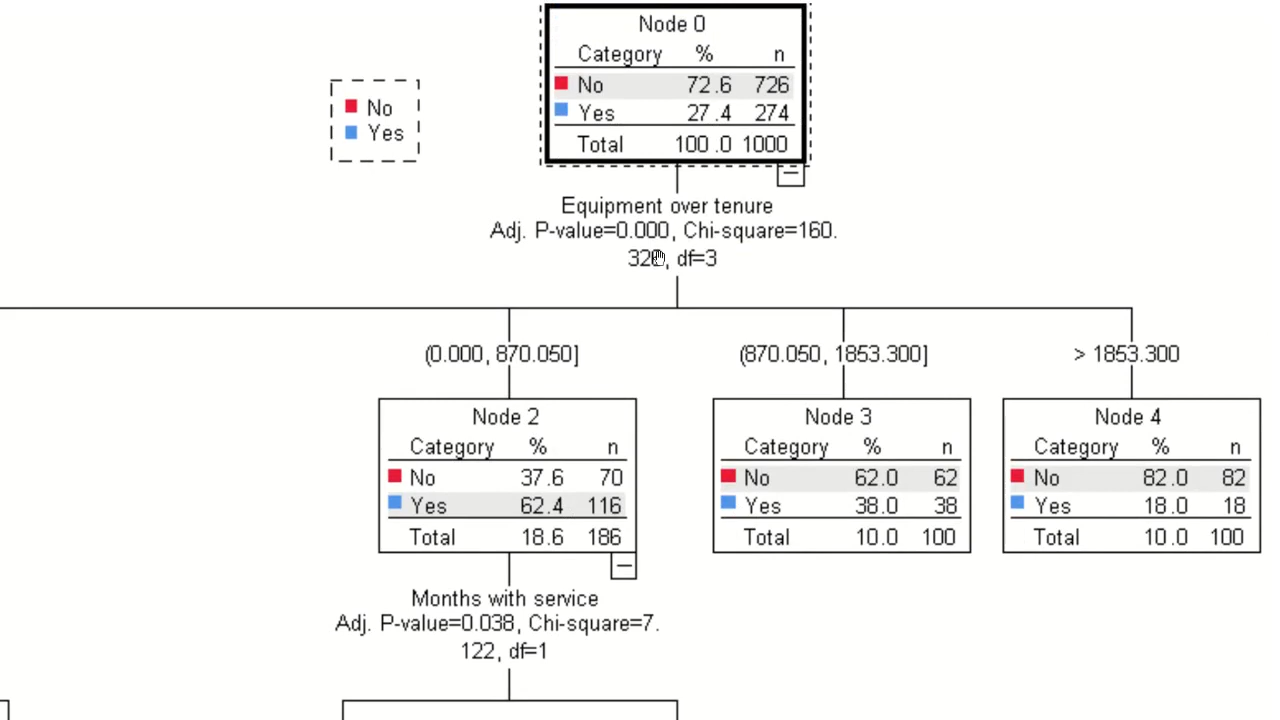 Node 0
Category % n
No 72.6 726
Yes 27.4 274
Total 100.0 1000
No
Yes
Equipment over tenure
Adj. P-value=0.000, Chi-square=160.
df=3
(0.000, 870.050]
(870.050, 1853.300]
> 1853.300
Node 2
Category % n
No 37.6 70
Yes 62.4 116
Total 18.6 186
Node 3
Category % n
No 62.0 62
Yes 38.0 38
Total 10.0 100
Node 4
Category % n
No 82.0 82
Yes 18.0 18
Total 10.0 100
Months with service
Adj. P-value=0.038, Chi-square=7.
122, df=1